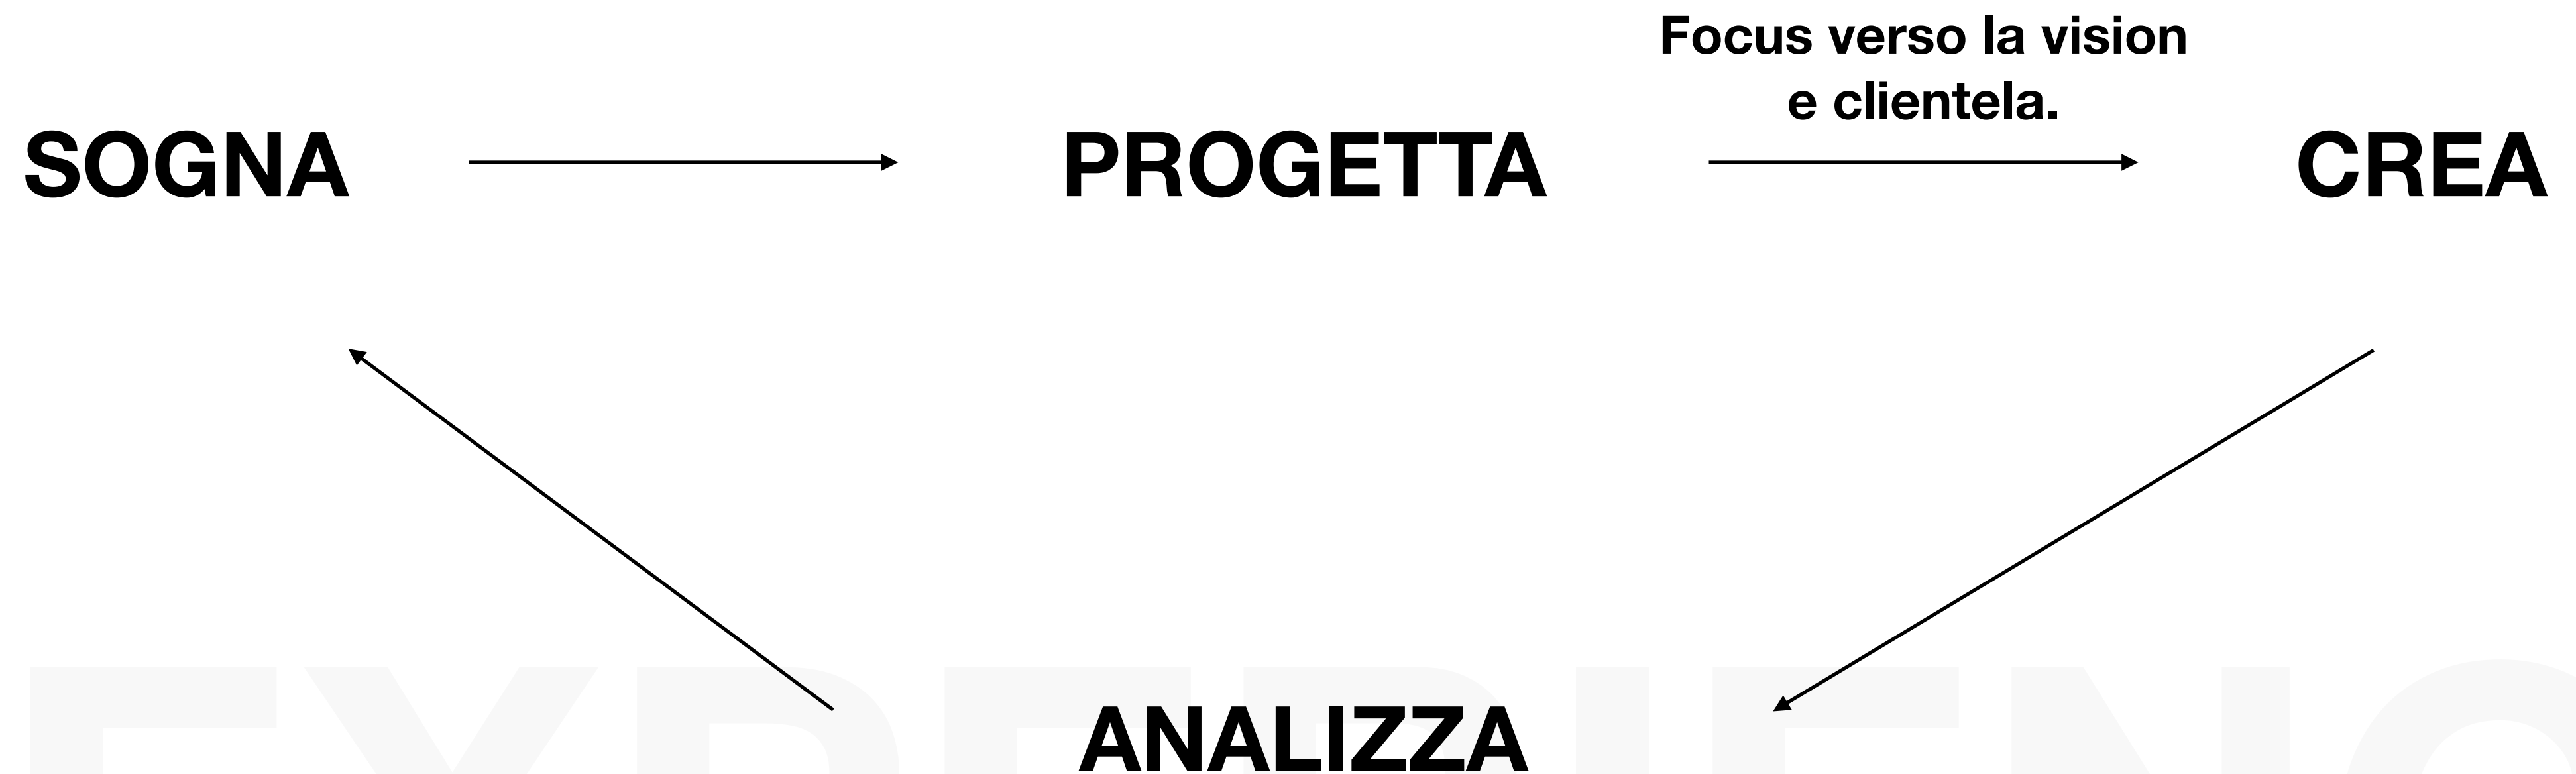 Focus verso la vision
e clientela.
SOGNA
PROGETTA
CREA
ANALIZZA